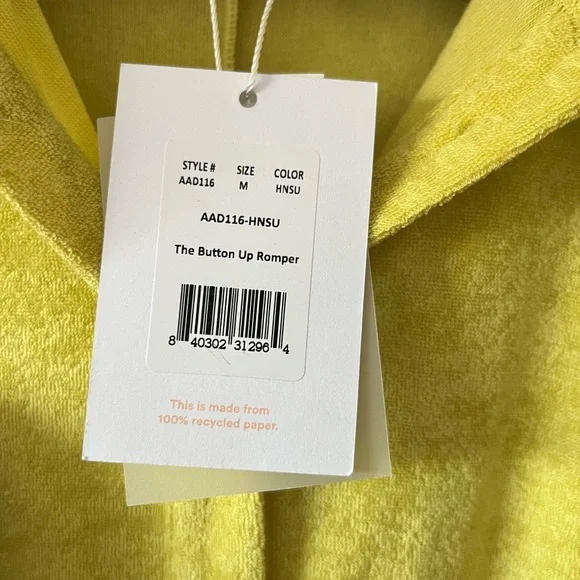 STYLE # SIZE COLOR
AAD116 M HNSU
AAD116-HNSU
The Button Up Romper
8 40302 31296 4
This is made from
100% recycled paper.